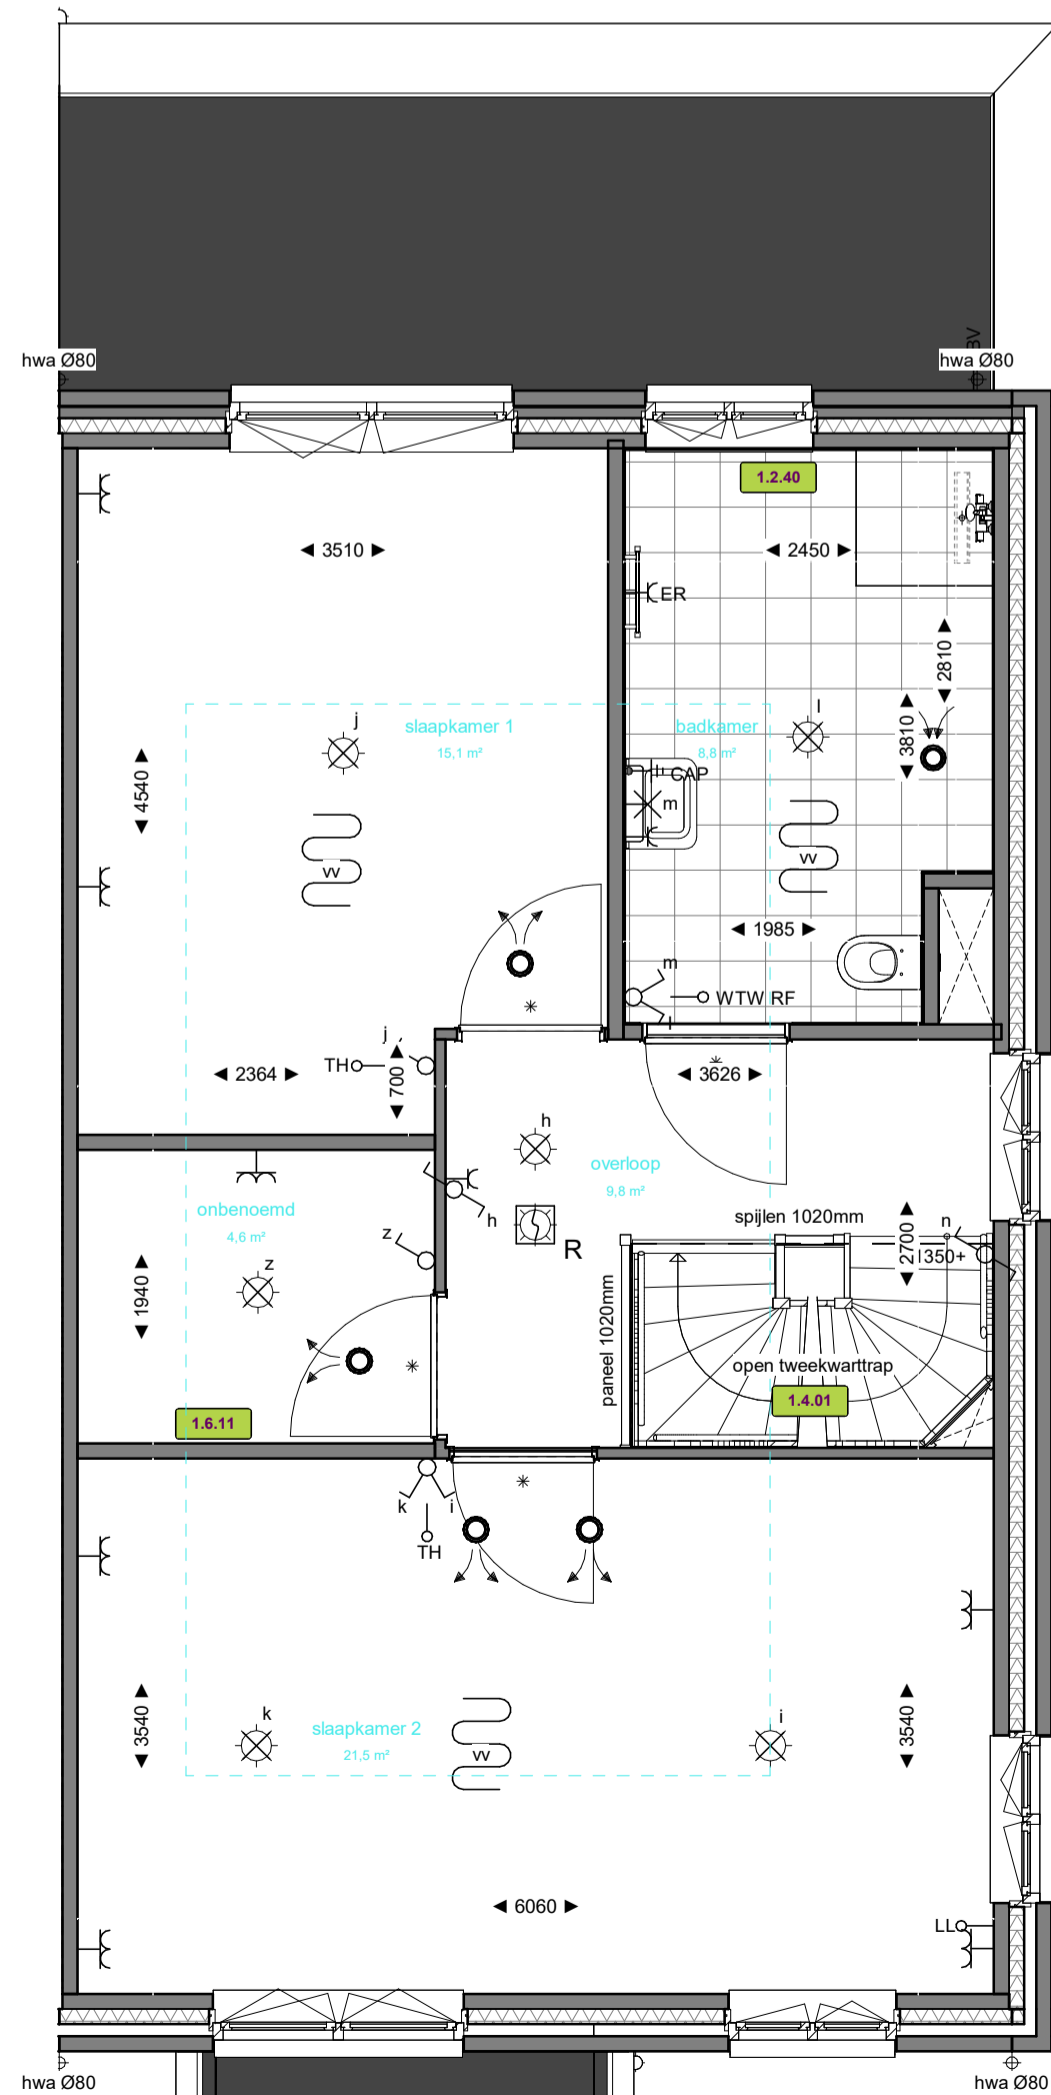 BV
hwa Ø80
hwa Ø80
1.2.40
3510
2450
ER
2810
j
slaapkamer 1
15,1 m²
badkamer
8,8 m²
l
3810
4540
CAP
m
vv
vv
1985
m
WTW RF
l
j
TH
2364
700
3626
h
overloop
9,8 m²
onbenoemd
4,6 m²
h
z
z
R
spijlen 1020mm
n
2700
1350+
1940
paneel 1020mm
open tweekwarttrap
1.4.01
1.6.11
k
i
TH
k
i
slaapkamer 2
21,5 m²
vv
3540
3540
6060
LL
hwa Ø80
hwa Ø80